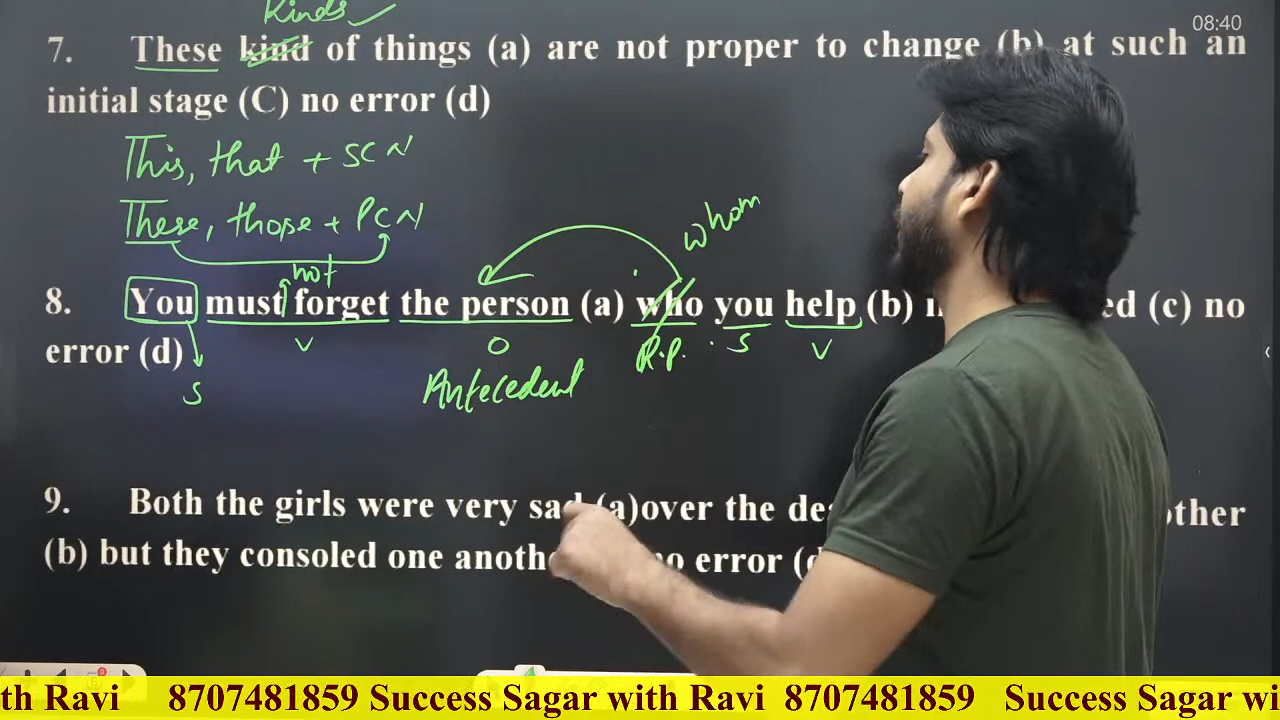 Kinds ✓
08:40
7. These kind of things (a) are not proper to change (b) at such an
initial stage (C) no error (d)
This, that + SCN
These, those + PCN
whom
not
8. You must forget the person (a) who you help (b) ed (c) no
error (d)
S V O R.P. S V
Antecedent
9. Both the girls were very sad (a)over the other
(b) but they consoled one no error
th Ravi 8707481859 Success Sagar with Ravi 8707481859 Success Sagar wi